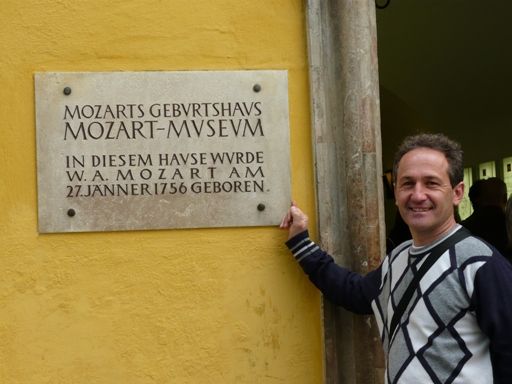 MOZARTS GEBVRTSHAVS
MOZART-MVSEVM
IN DIESEM HAVSE WVRDE
W. A. MOZART AM
27. JÄNNER 1756 GEBOREN.